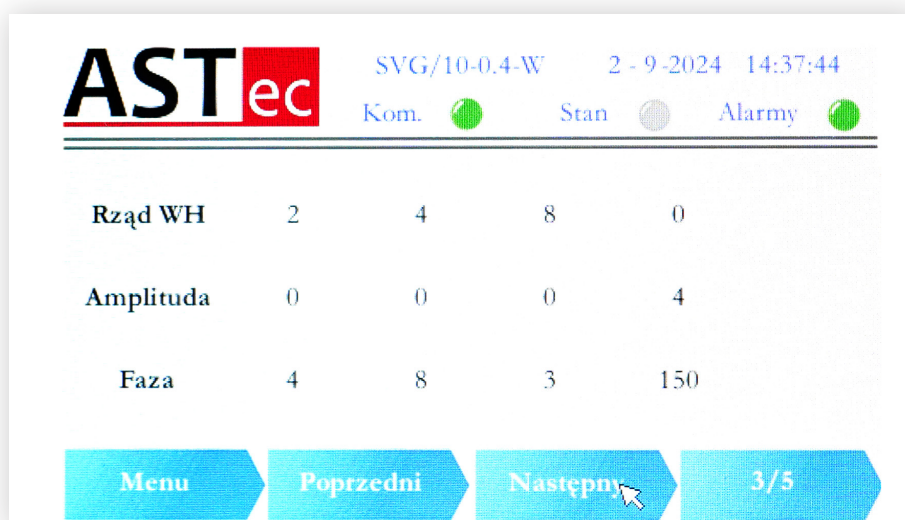 ASTec
SVG/10-0.4-W 2 - 9 -2024 14:37:44
Kom. Stan Alarmy
Rząd WH 2 4 8 0
Amplituda 0 0 0 4
Faza 4 8 3 150
Menu Poprzedni Następny 3/5